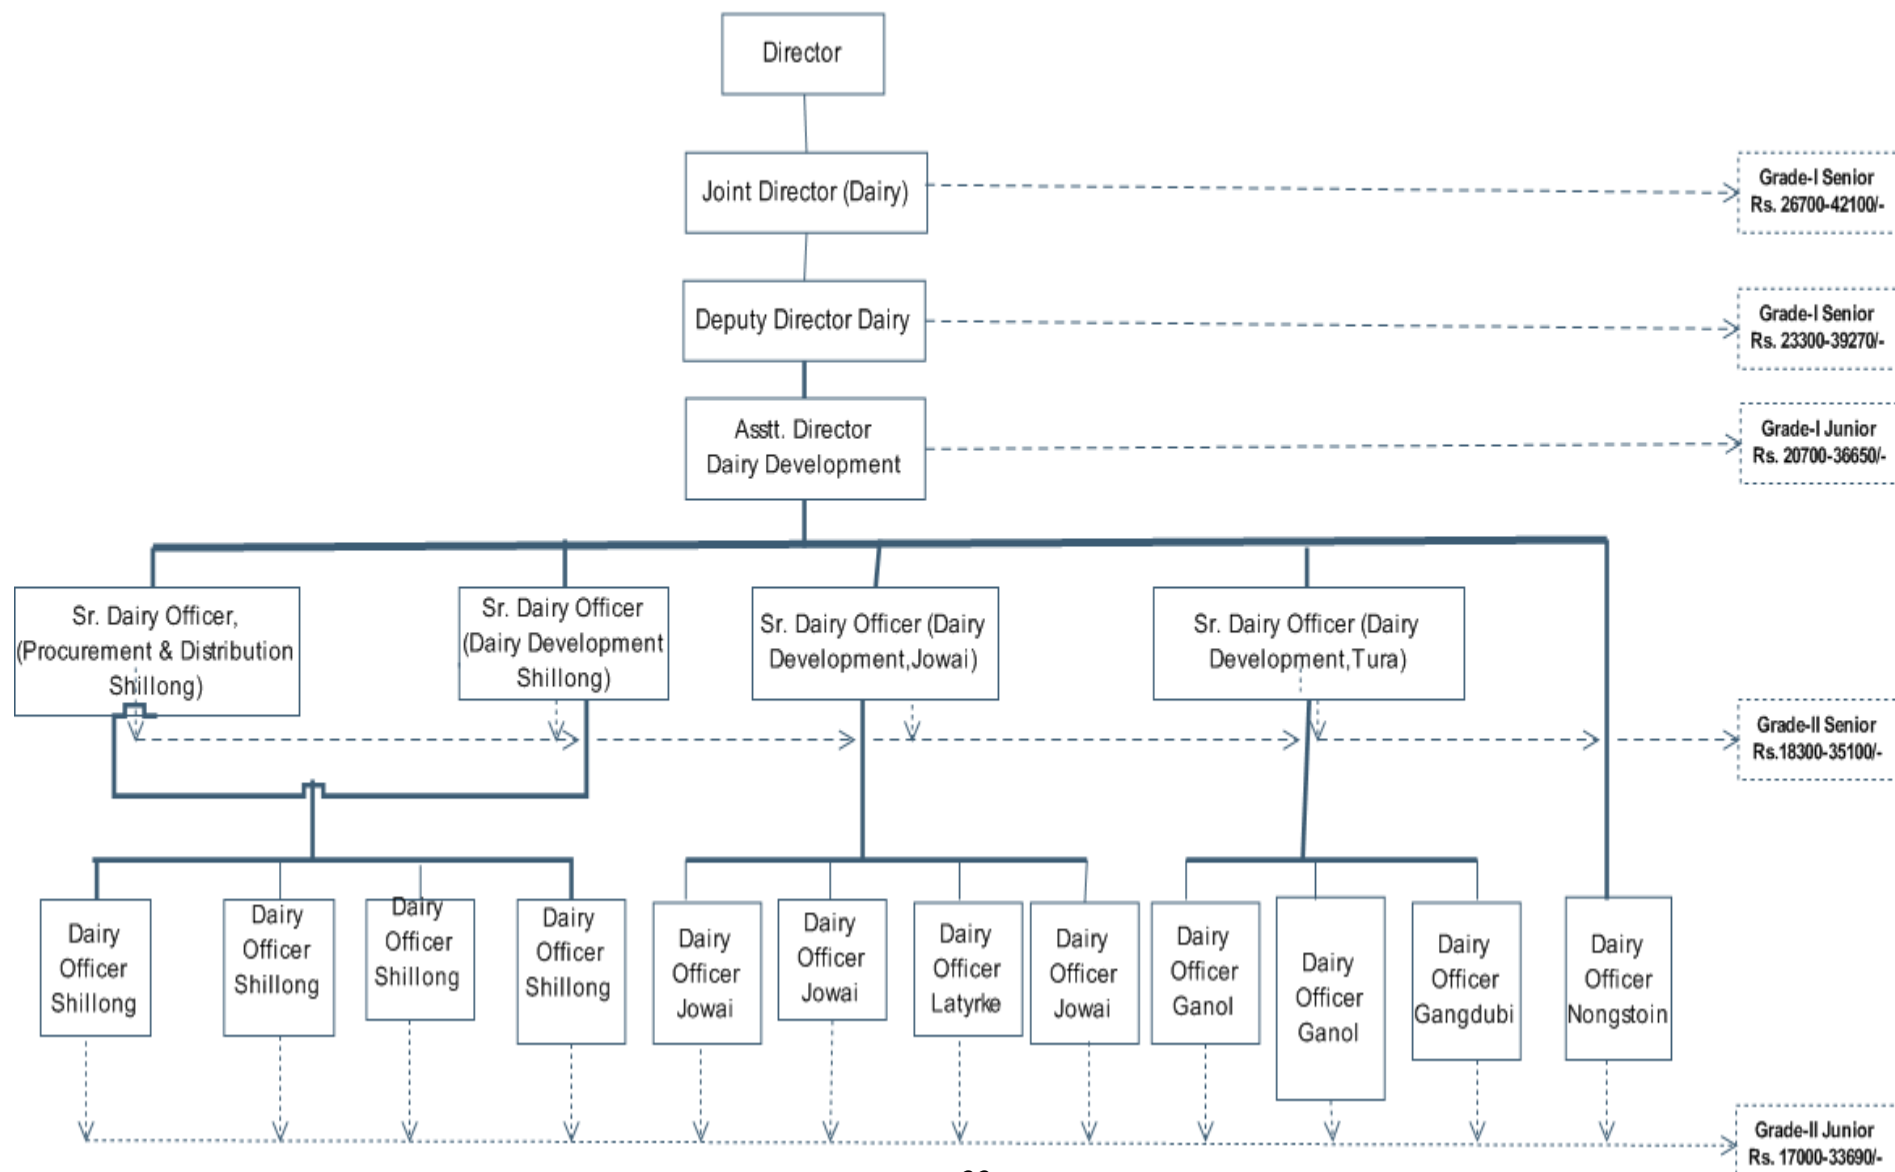 Director
Joint Director (Dairy)
Grade-I Senior
Rs. 26700-42100/-
Deputy Director Dairy
Grade-I Senior
Rs. 23300-39270/-
Asstt. Director
Dairy Development
Grade-I Junior
Rs. 20700-36650/-
Sr. Dairy Officer,
(Procurement & Distribution
Shillong)
Sr. Dairy Officer
(Dairy Development
Shillong)
Sr. Dairy Officer (Dairy
Development,Jowai)
Sr. Dairy Officer (Dairy
Development,Tura)
Grade-II Senior
Rs.18300-35100/-
Dairy
Officer
Shillong
Dairy
Officer
Shillong
Dairy
Officer
Shillong
Dairy
Officer
Shillong
Dairy
Officer
Jowai
Dairy
Officer
Jowai
Dairy
Officer
Latyrke
Dairy
Officer
Jowai
Dairy
Officer
Ganol
Dairy
Officer
Ganol
Dairy
Officer
Gangdubi
Dairy
Officer
Nongstoin
Grade-II Junior
Rs. 17000-33690/-